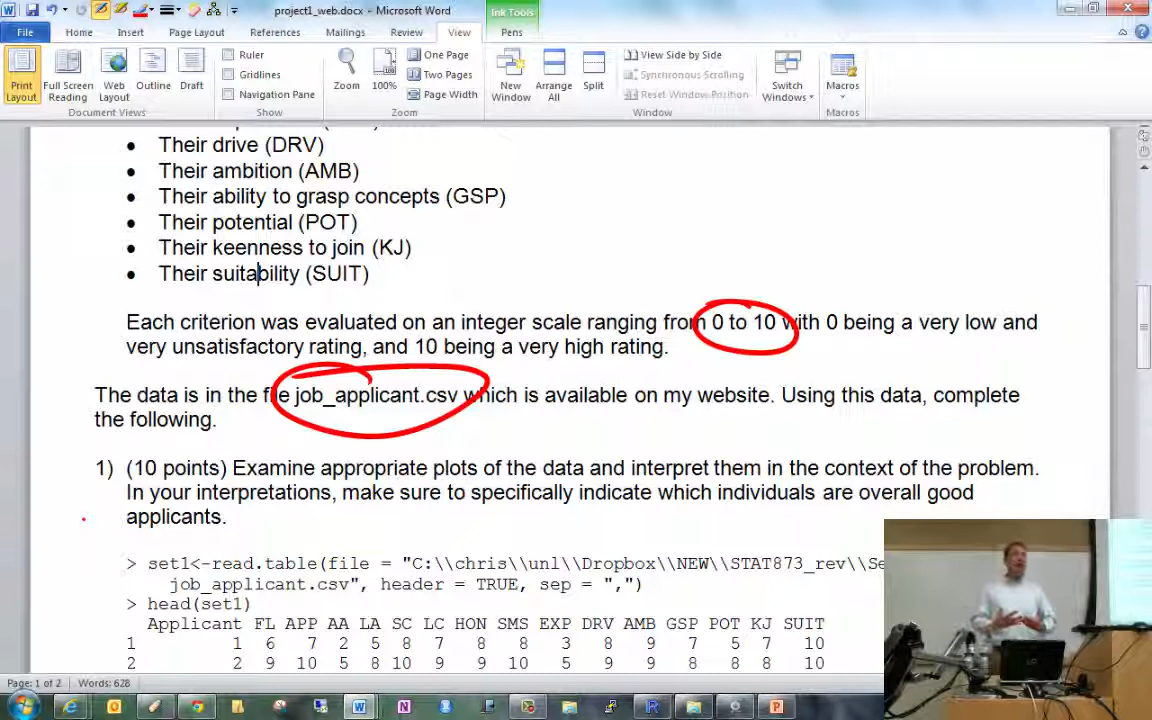 project1_web.docx - Microsoft Word
Ink Tools
File Home Insert Page Layout References Mailings Review View Pens
Print Layout
Full Screen Reading
Web Layout
Outline
Draft
Document Views
Ruler
Gridlines
Navigation Pane
Show
Zoom
100%
One Page
Two Pages
Page Width
Zoom
New Window
Arrange All
Split
View Side by Side
Synchronous Scrolling
Reset Window Position
Window
Switch Windows
Macros
Macros
• Their drive (DRV)
• Their ambition (AMB)
• Their ability to grasp concepts (GSP)
• Their potential (POT)
• Their keenness to join (KJ)
• Their suitability (SUIT)
Each criterion was evaluated on an integer scale ranging from 0 to 10 with 0 being a very low and
very unsatisfactory rating, and 10 being a very high rating.
The data is in the file job_applicant.csv which is available on my website. Using this data, complete
the following.
1) (10 points) Examine appropriate plots of the data and interpret them in the context of the problem.
In your interpretations, make sure to specifically indicate which individuals are overall good
applicants.
> set1<-read.table(file = "C:\\chris\\unl\\Dropbox\\NEW\\STAT873_rev\\Se
job_applicant.csv", header = TRUE, sep = ",")
> head(set1)
Applicant FL APP AA LA SC LC HON SMS EXP DRV AMB GSP POT KJ SUIT
1 1 6 7 2 5 8 7 8 8 3 8 9 7 5 7 10
2 2 9 10 5 8 10 9 9 10 5 9 9 8 8 8 10
Page: 1 of 2 Words: 628